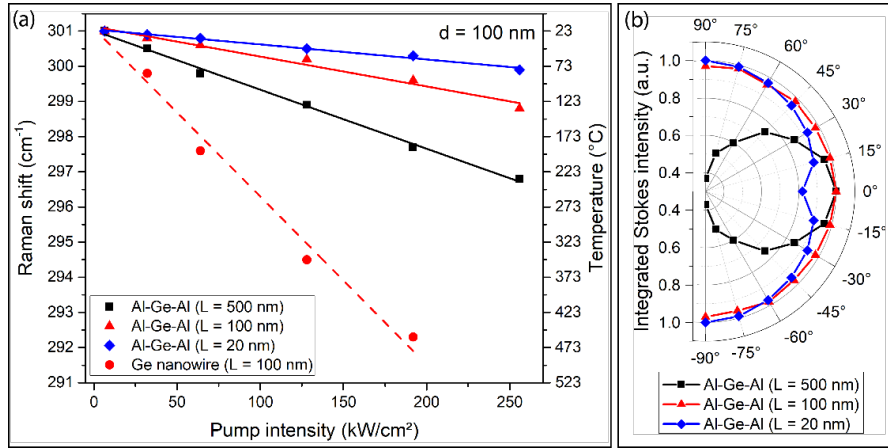 (a)
d = 100 nm
Raman shift (cm⁻¹)
301
300
299
298
297
296
295
294
293
292
291
Temperature (°C)
23
73
123
173
223
273
323
373
423
473
523
Al-Ge-Al (L = 500 nm)
Al-Ge-Al (L = 100 nm)
Al-Ge-Al (L = 20 nm)
Ge nanowire (L = 100 nm)
0 50 100 150 200 250
Pump intensity (kW/cm²)
(b)
Integrated Stokes intensity (a.u.)
1.0
0.8
0.6
0.4
0.4
0.6
0.8
1.0
90°
75°
60°
45°
30°
15°
0°
-15°
-30°
-45°
-60°
-75°
-90°
Al-Ge-Al (L = 500 nm)
Al-Ge-Al (L = 100 nm)
Al-Ge-Al (L = 20 nm)